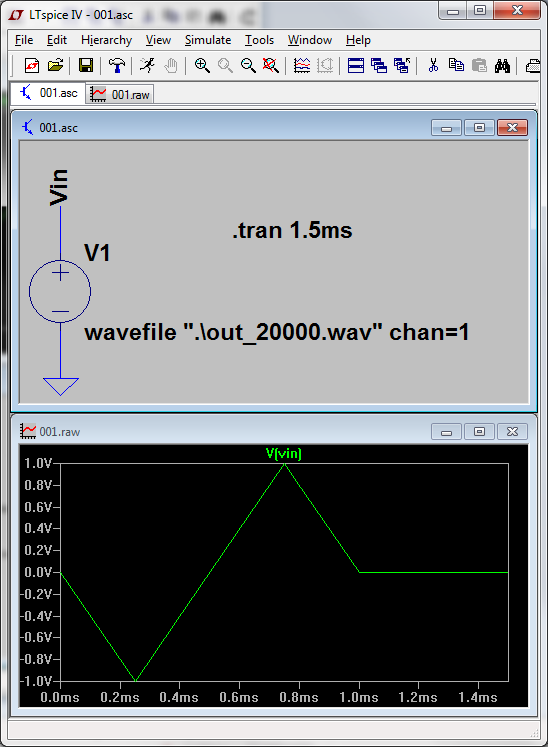 LTspice IV - 001.asc
File Edit Hierarchy View Simulate Tools Window Help
001.asc 001.raw
001.asc
Vin
.tran 1.5ms
V1
wavefile ".\out_20000.wav" chan=1
001.raw
V(vin)
1.0V
0.8V
0.6V
0.4V
0.2V
0.0V
-0.2V
-0.4V
-0.6V
-0.8V
-1.0V
0.0ms 0.2ms 0.4ms 0.6ms 0.8ms 1.0ms 1.2ms 1.4ms